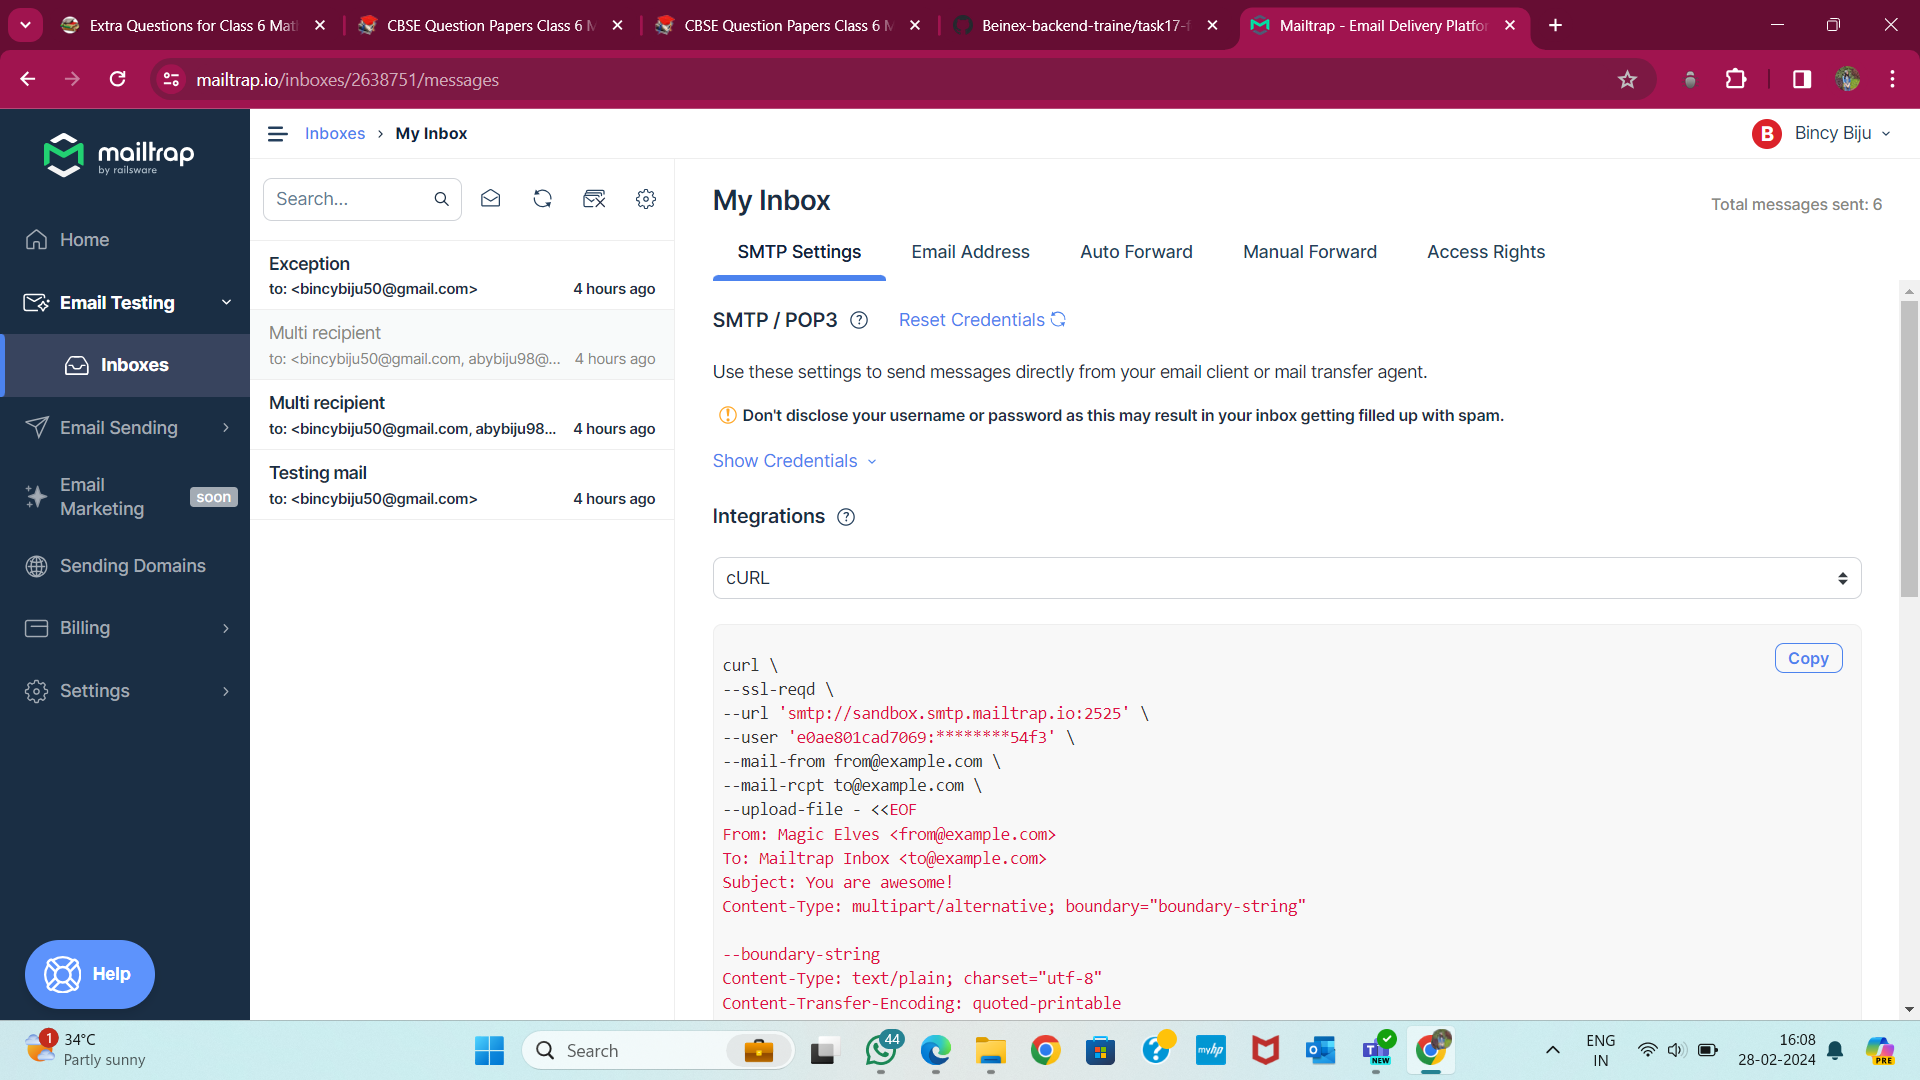 Extra Questions for Class 6 Mat
CBSE Question Papers Class 6 M
CBSE Question Papers Class 6 M
Beinex-backend-traine/task17-f
Mailtrap - Email Delivery Platfor
mailtrap.io/inboxes/2638751/messages
mailtrap
by railsware
Home
Email Testing
Inboxes
Email Sending
Email
Marketing
soon
Sending Domains
Billing
Settings
Help
Inboxes › My Inbox
B Bincy Biju
Search...
Exception
to: <bincybiju50@gmail.com> 4 hours ago
Multi recipient
to: <bincybiju50@gmail.com, abybiju98@... 4 hours ago
Multi recipient
to: <bincybiju50@gmail.com, abybiju98... 4 hours ago
Testing mail
to: <bincybiju50@gmail.com> 4 hours ago
My Inbox
Total messages sent: 6
SMTP Settings Email Address Auto Forward Manual Forward Access Rights
SMTP / POP3 ? Reset Credentials
Use these settings to send messages directly from your email client or mail transfer agent.
Don't disclose your username or password as this may result in your inbox getting filled up with spam.
Show Credentials
Integrations ?
cURL
Copy
curl \
--ssl-reqd \
--url 'smtp://sandbox.smtp.mailtrap.io:2525' \
--user 'e0ae801cad7069:********54f3' \
--mail-from from@example.com \
--mail-rcpt to@example.com \
--upload-file - <<EOF
From: Magic Elves <from@example.com>
To: Mailtrap Inbox <to@example.com>
Subject: You are awesome!
Content-Type: multipart/alternative; boundary="boundary-string"
--boundary-string
Content-Type: text/plain; charset="utf-8"
Content-Transfer-Encoding: quoted-printable
1
34°C
Partly sunny
Search
44
myhp
NEW
ENG
IN
16:08
28-02-2024
PRE